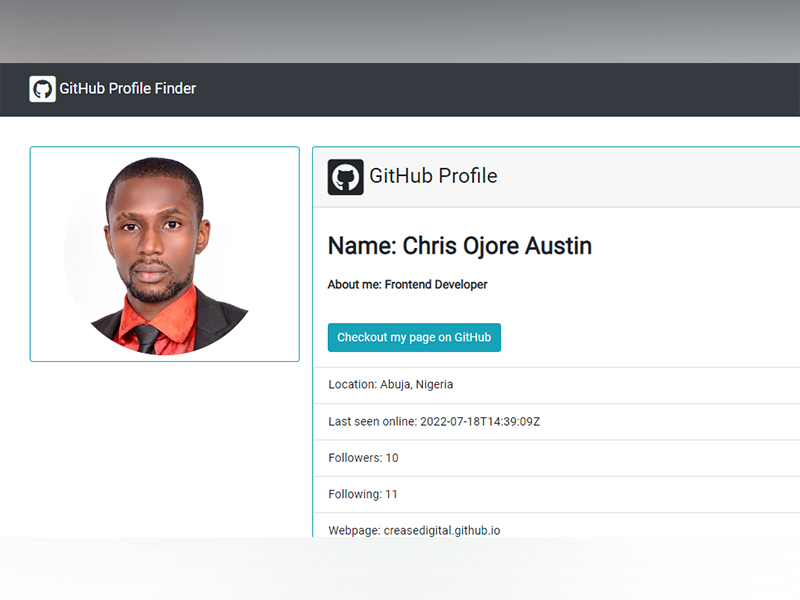 GitHub Profile Finder
GitHub Profile
Name: Chris Ojore Austin
About me: Frontend Developer
Checkout my page on GitHub
Location: Abuja, Nigeria
Last seen online: 2022-07-18T14:39:09Z
Followers: 10
Following: 11
Webpage: creasedigital.github.io